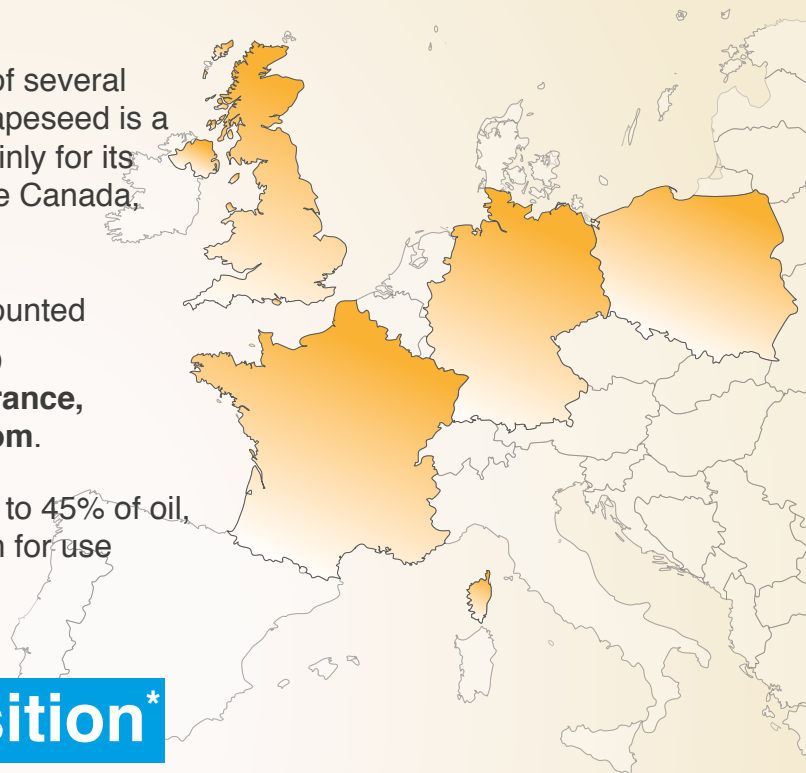 of several
apeseed is a
inly for its
e Canada,
ounted
rance,
om.
to 45% of oil,
n for use
sition*